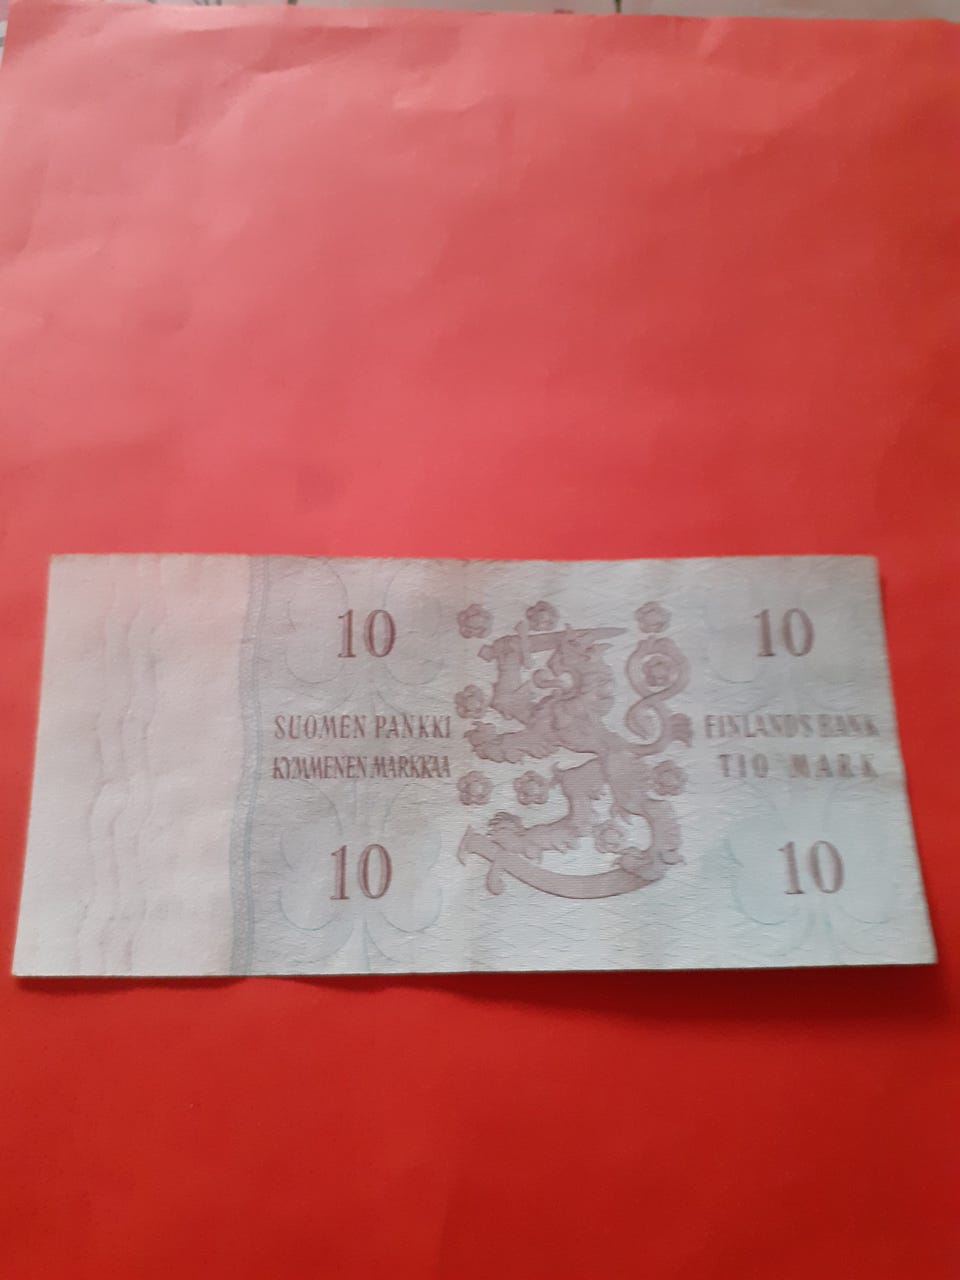 10 10
SUOMEN PANKKI FINLANDS BANK
KYMMENEN MARKKAA TIO MARK
10 10